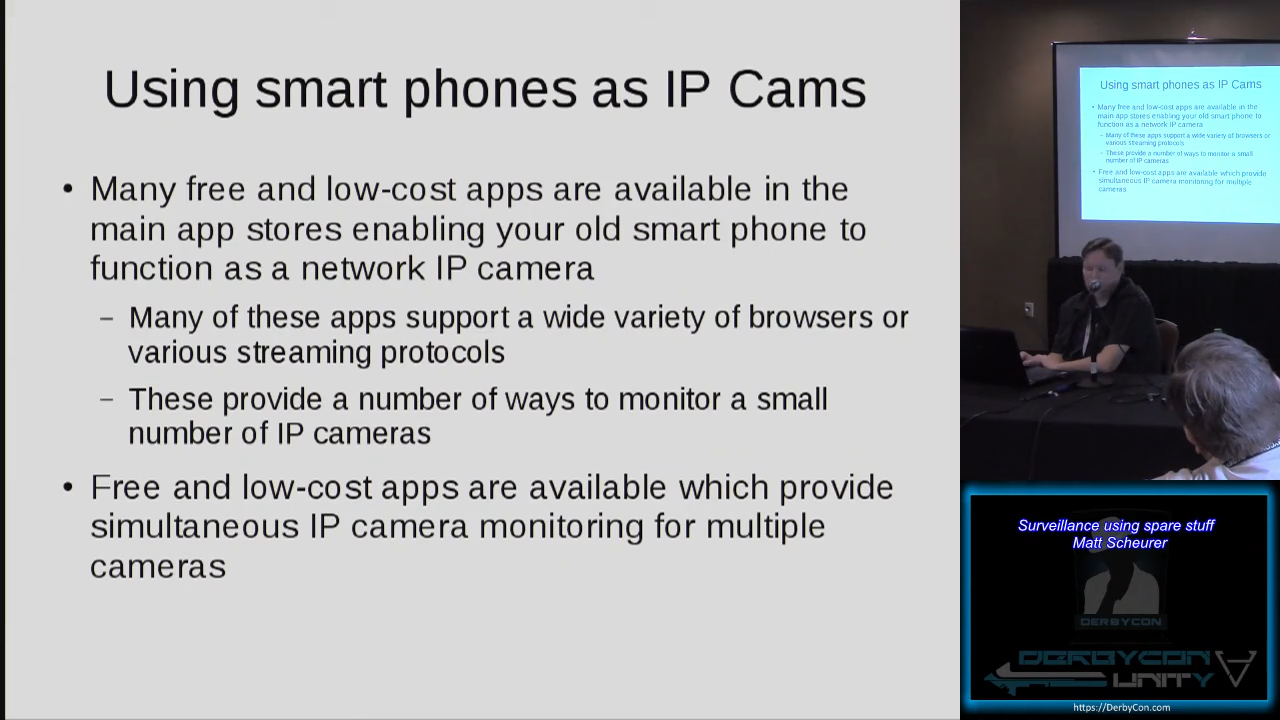 Using smart phones as IP Cams
• Many free and low-cost apps are available in the
main app stores enabling your old smart phone to
function as a network IP camera
– Many of these apps support a wide variety of browsers or
various streaming protocols
– These provide a number of ways to monitor a small
number of IP cameras
• Free and low-cost apps are available which provide
simultaneous IP camera monitoring for multiple
cameras
Using smart phones as IP Cams
• Many free and low-cost apps are available in the
main app stores enabling your old smart phone to
function as a network IP camera
– Many of these apps support a wide variety of browsers or
various streaming protocols
– These provide a number of ways to monitor a small
number of IP cameras
• Free and low-cost apps are available which provide
simultaneous IP camera monitoring for multiple
cameras
Surveillance using spare stuff
Matt Scheurer
DERBYCON
DERBYCON
UNITY
https://DerbyCon.com